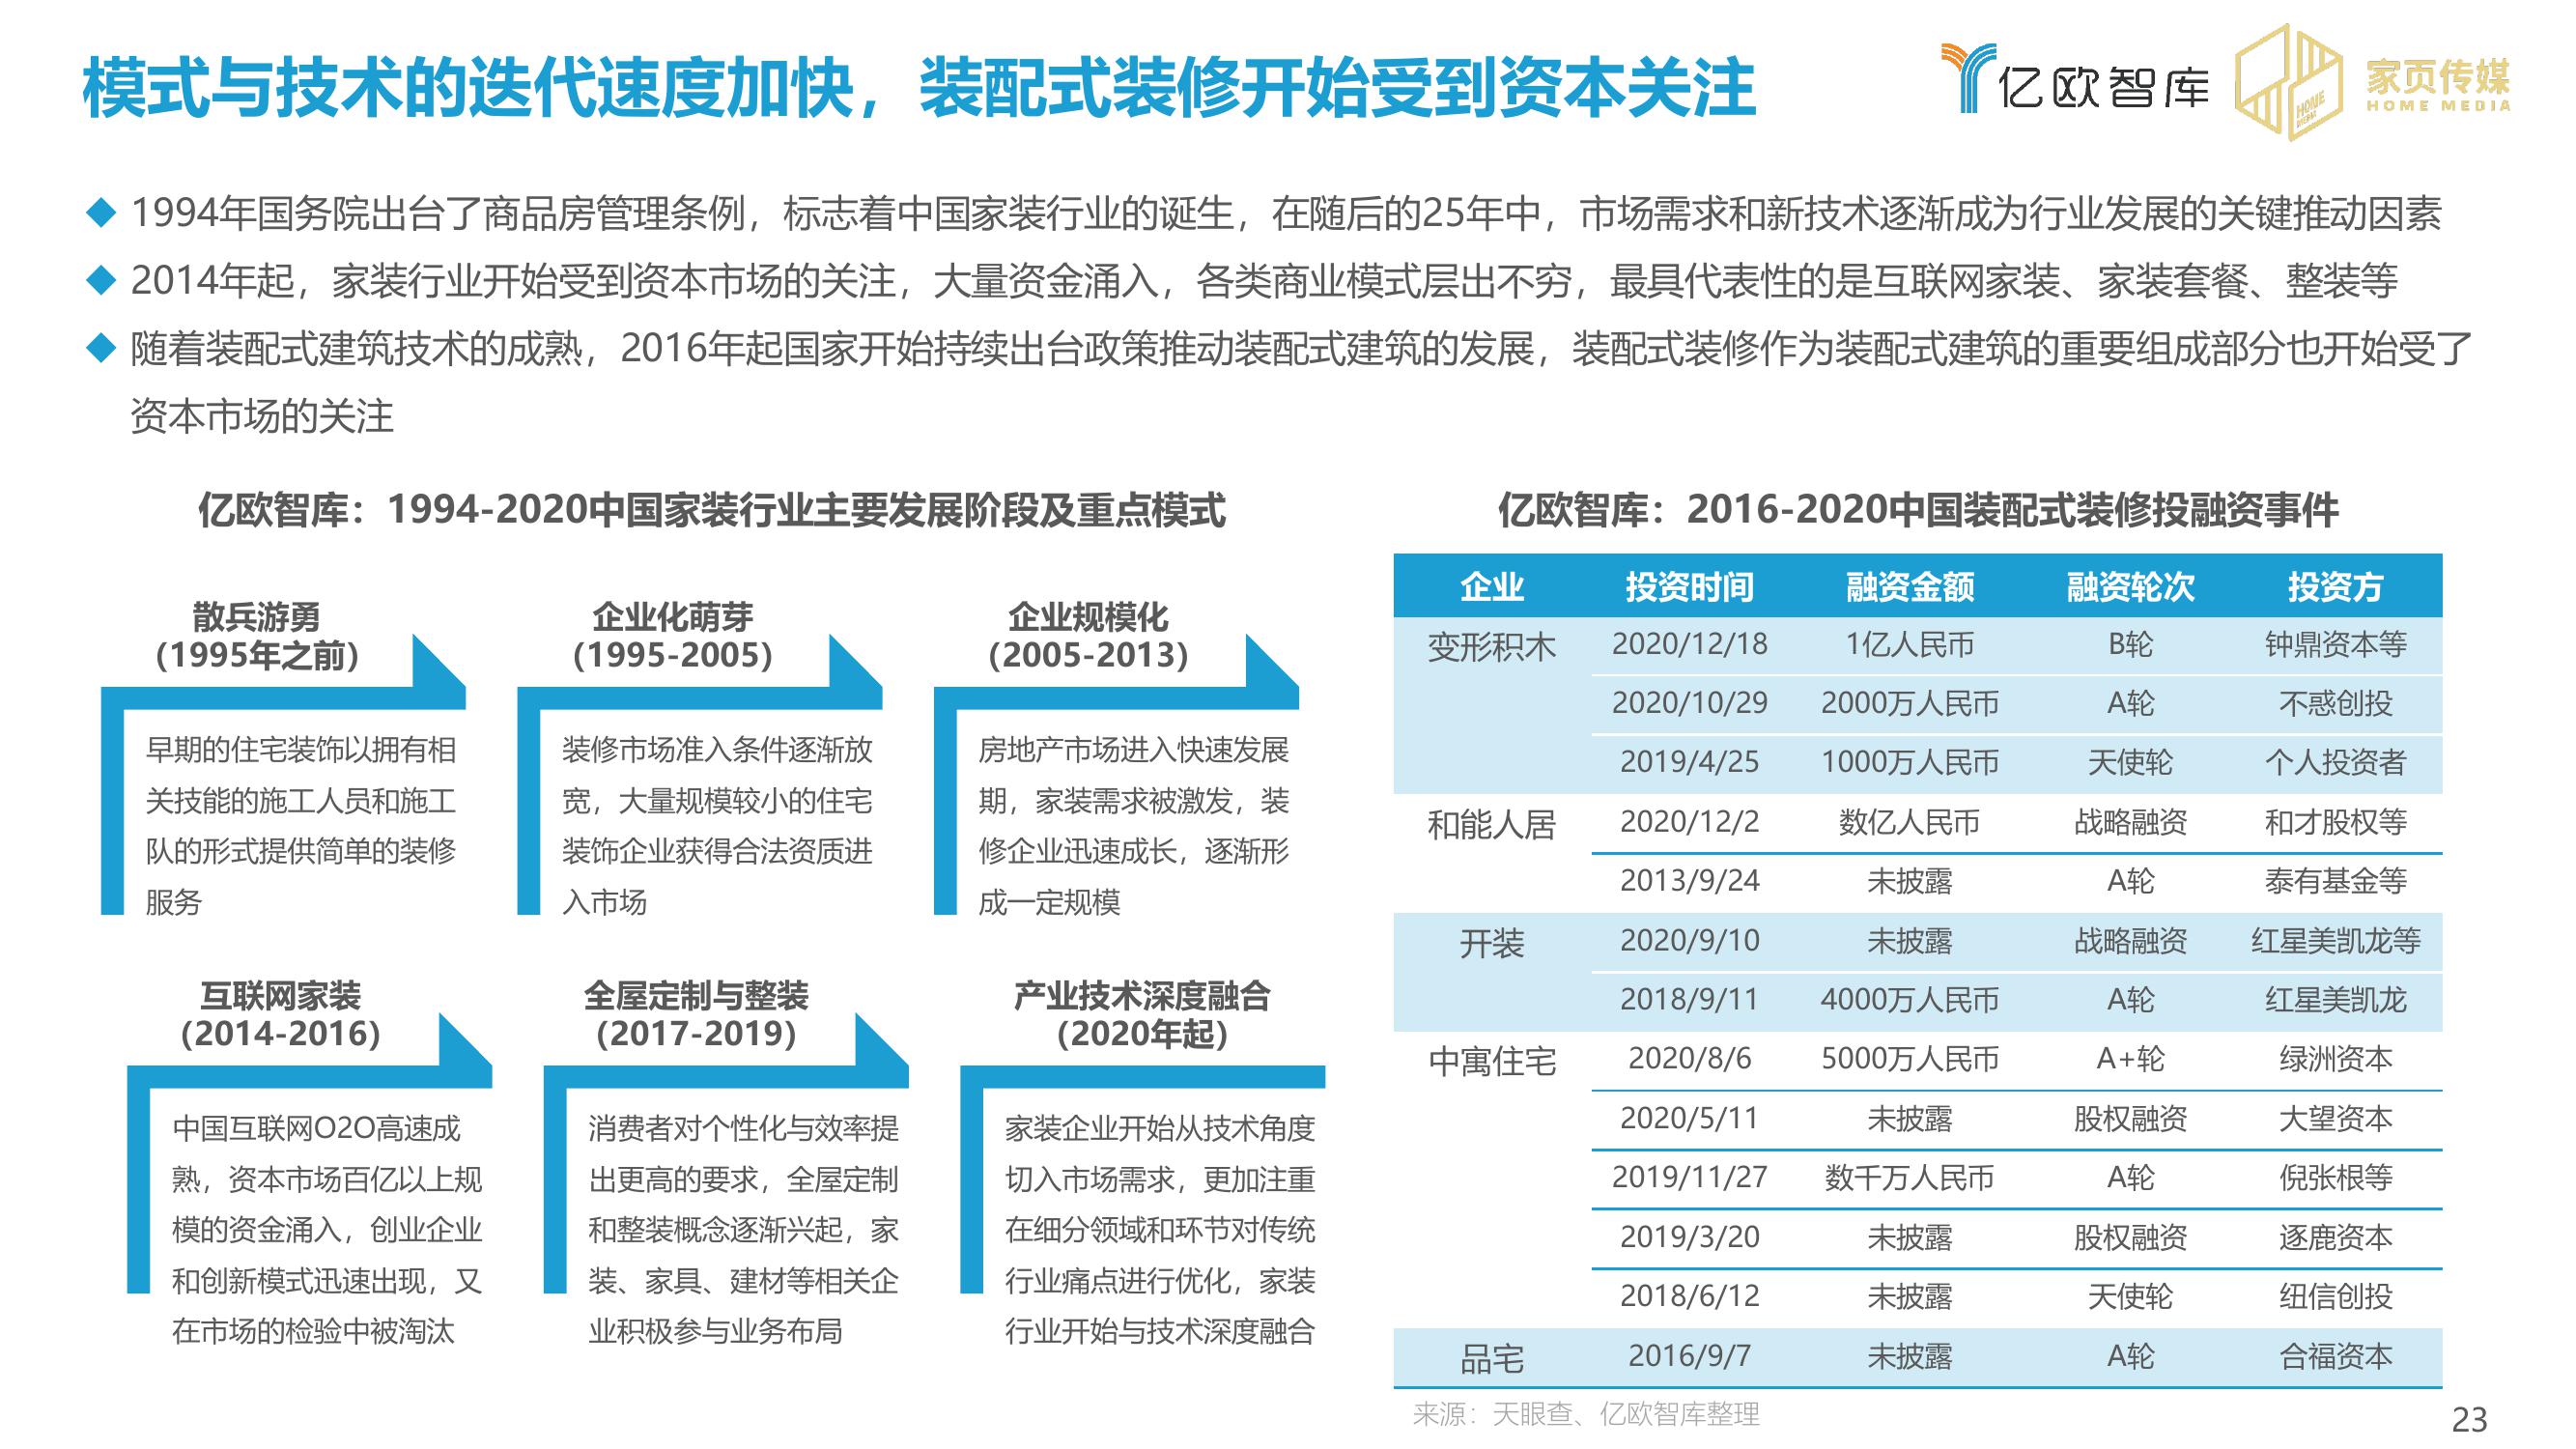 模式与技术的迭代速度加快，装配式装修开始受到资本关注
亿欧智库
家页传媒
HOME MEDIA
◆ 1994年国务院出台了商品房管理条例，标志着中国家装行业的诞生，在随后的25年中，市场需求和新技术逐渐成为行业发展的关键推动因素
◆ 2014年起，家装行业开始受到资本市场的关注，大量资金涌入，各类商业模式层出不穷，最具代表性的是互联网家装、家装套餐、整装等
◆ 随着装配式建筑技术的成熟，2016年起国家开始持续出台政策推动装配式建筑的发展，装配式装修作为装配式建筑的重要组成部分也开始受了
资本市场的关注
亿欧智库：1994-2020中国家装行业主要发展阶段及重点模式
散兵游勇
（1995年之前）
早期的住宅装饰以拥有相
关技能的施工人员和施工
队的形式提供简单的装修
服务
企业化萌芽
（1995-2005）
装修市场准入条件逐渐放
宽，大量规模较小的住宅
装饰企业获得合法资质进
入市场
企业规模化
（2005-2013）
房地产市场进入快速发展
期，家装需求被激发，装
修企业迅速成长，逐渐形
成一定规模
互联网家装
（2014-2016）
中国互联网O2O高速成
熟，资本市场百亿以上规
模的资金涌入，创业企业
和创新模式迅速出现，又
在市场的检验中被淘汰
全屋定制与整装
（2017-2019）
消费者对个性化与效率提
出更高的要求，全屋定制
和整装概念逐渐兴起，家
装、家具、建材等相关企
业积极参与业务布局
产业技术深度融合
（2020年起）
家装企业开始从技术角度
切入市场需求，更加注重
在细分领域和环节对传统
行业痛点进行优化，家装
行业开始与技术深度融合
亿欧智库：2016-2020中国装配式装修投融资事件
企业 投资时间 融资金额 融资轮次 投资方
变形积木 2020/12/18 1亿人民币 B轮 钟鼎资本等
2020/10/29 2000万人民币 A轮 不惑创投
2019/4/25 1000万人民币 天使轮 个人投资者
和能人居 2020/12/2 数亿人民币 战略融资 和才股权等
2013/9/24 未披露 A轮 泰有基金等
开装 2020/9/10 未披露 战略融资 红星美凯龙等
2018/9/11 4000万人民币 A轮 红星美凯龙
中寓住宅 2020/8/6 5000万人民币 A+轮 绿洲资本
2020/5/11 未披露 股权融资 大望资本
2019/11/27 数千万人民币 A轮 倪张根等
2019/3/20 未披露 股权融资 逐鹿资本
2018/6/12 未披露 天使轮 纽信创投
品宅 2016/9/7 未披露 A轮 合福资本
来源：天眼查、亿欧智库整理
23